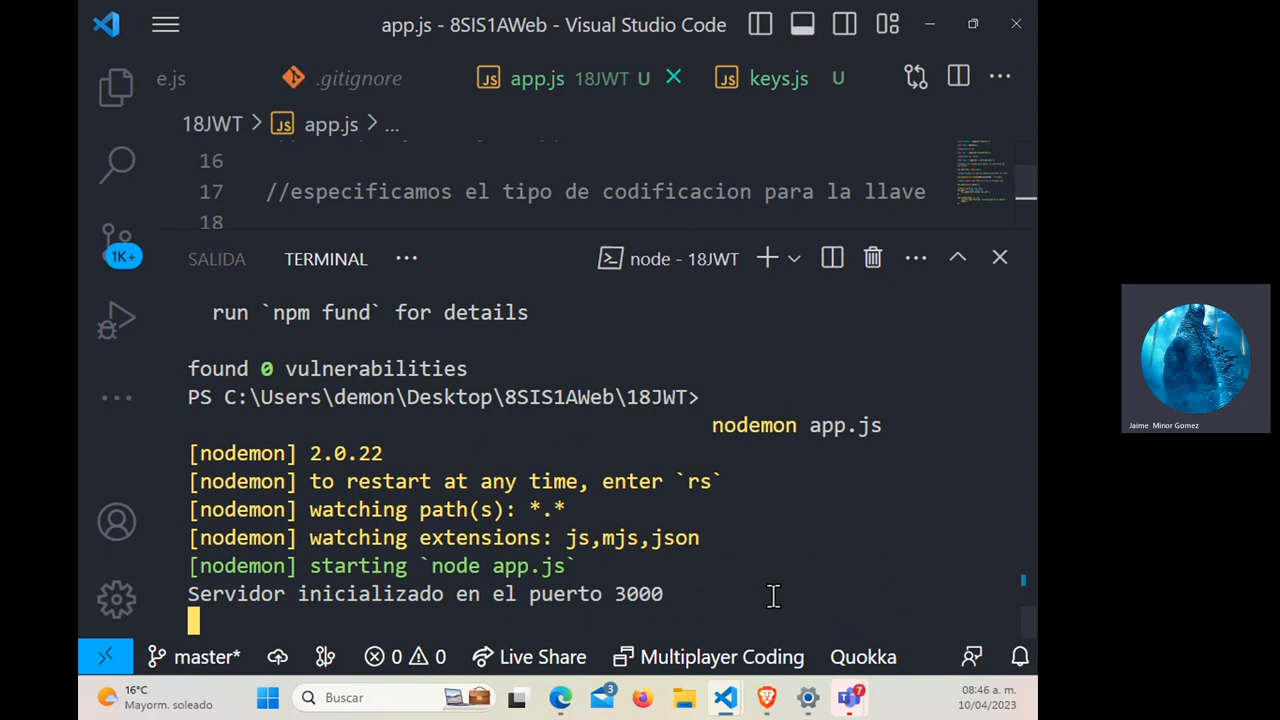 app.js - 8SIS1AWeb - Visual Studio Code
e.js .gitignore app.js 18JWT U keys.js U
18JWT > app.js > ...
16
17 //especificamos el tipo de codificacion para la llave
18
1K+
SALIDA TERMINAL ... node - 18JWT
run `npm fund` for details
found 0 vulnerabilities
PS C:\Users\demon\Desktop\8SIS1AWeb\18JWT>
nodemon app.js
[nodemon] 2.0.22
[nodemon] to restart at any time, enter `rs`
[nodemon] watching path(s): *.*
[nodemon] watching extensions: js,mjs,json
[nodemon] starting `node app.js`
Servidor inicializado en el puerto 3000
master* 0 0 Live Share Multiplayer Coding Quokka
16°C
Mayorm. soleado
Buscar
3
7
08:46 a. m.
10/04/2023
Jaime Minor Gomez